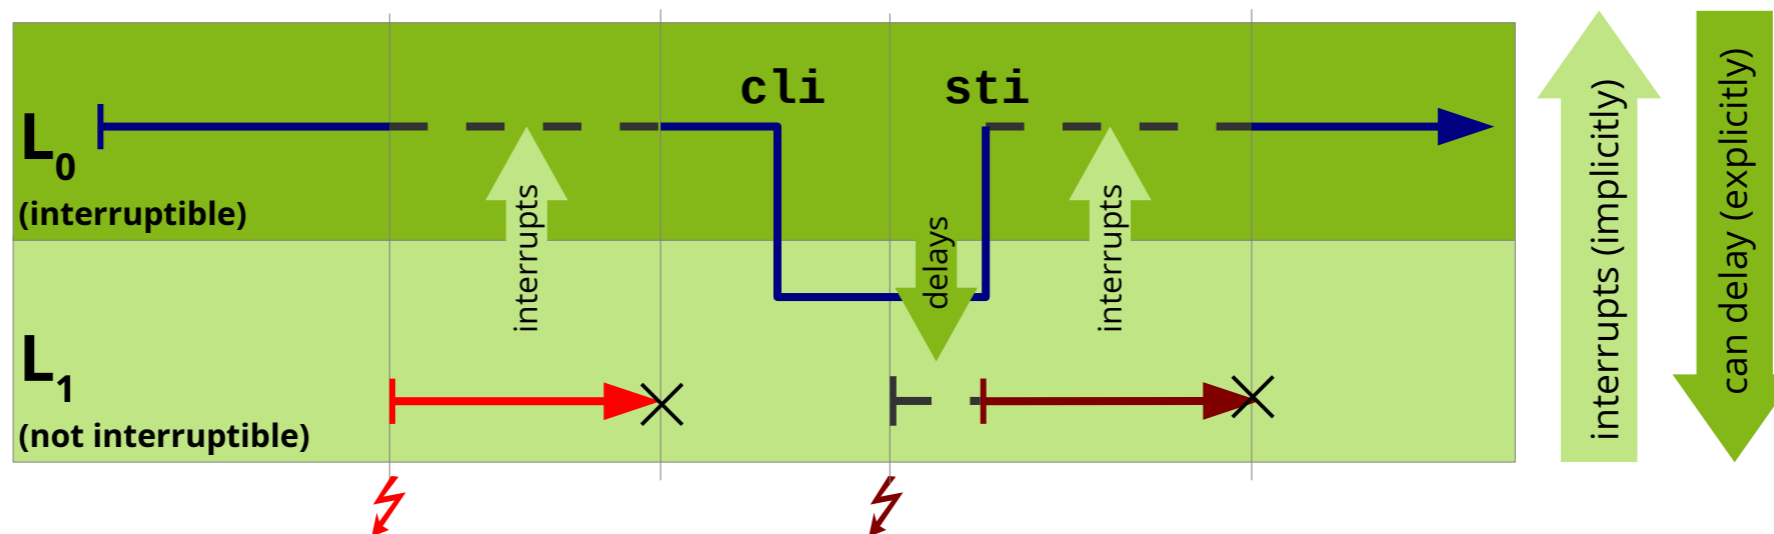 cli
sti
L0
(interruptible)
interrupts
delays
interrupts
L1
(not interruptible)
interrupts (implicitly)
can delay (explicitly)